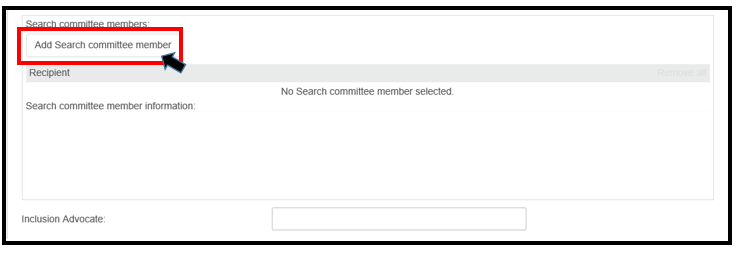 Search committee members:
Add Search committee member
Recipient Remove all
No Search committee member selected.
Search committee member information:
Inclusion Advocate: